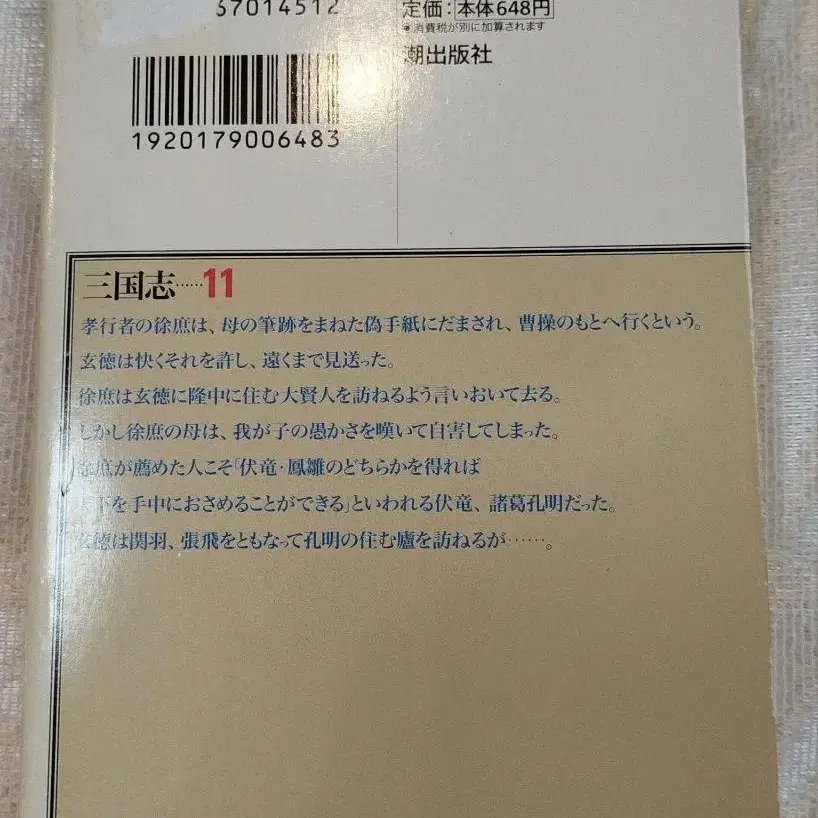 37014512
定価：本体648円
●消費税が別に加算されます
潮出版社
1920179006483
三国志……11
孝行者の徐庶は、母の筆跡をまねた偽手紙にだまされ、曹操のもとへ行くという。
玄徳は快くそれを許し、遠くまで見送った。
徐庶は玄徳に隆中に住む大賢人を訪ねるよう言いおいて去る。
しかし徐庶の母は、我が子の愚かさを嘆いて自害してしまった。
徐庶が薦めた人こそ「伏竜・鳳雛のどちらかを得れば
下を手中におさめることができる」といわれる伏竜、諸葛孔明だった。
玄徳は関羽、張飛をともなって孔明の住む廬を訪ねるが……。